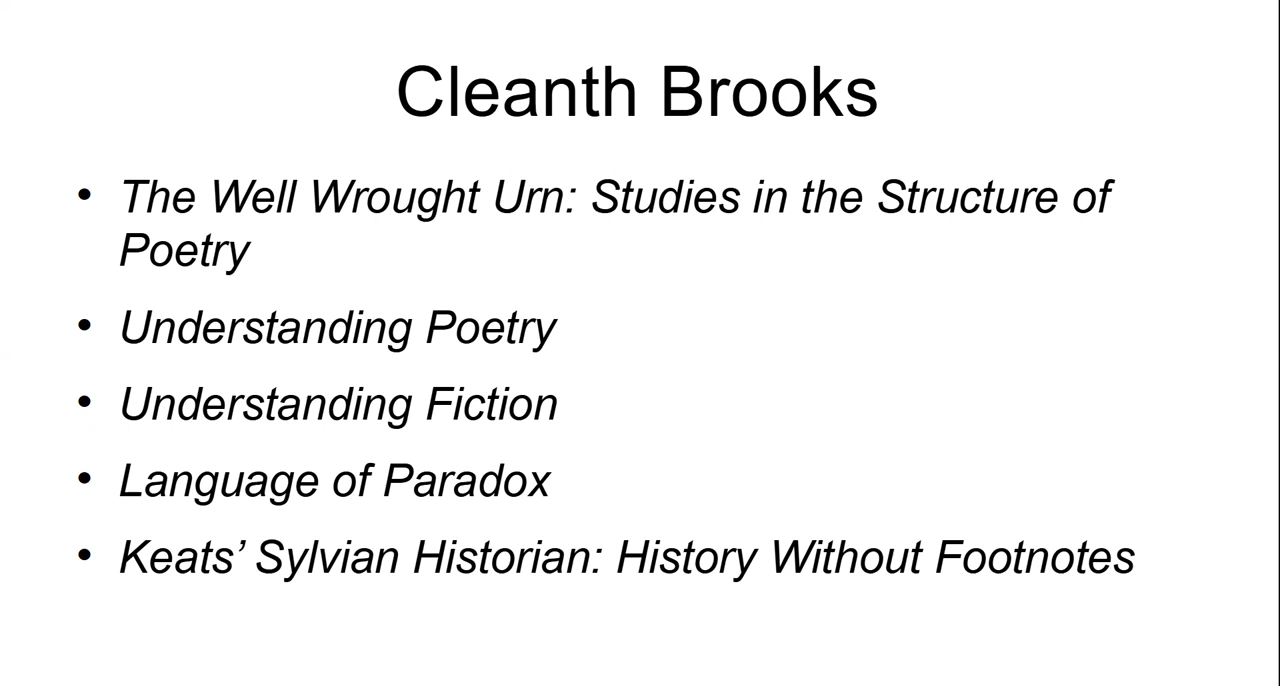 Cleanth Brooks
• The Well Wrought Urn: Studies in the Structure of
Poetry
• Understanding Poetry
• Understanding Fiction
• Language of Paradox
• Keats’ Sylvian Historian: History Without Footnotes